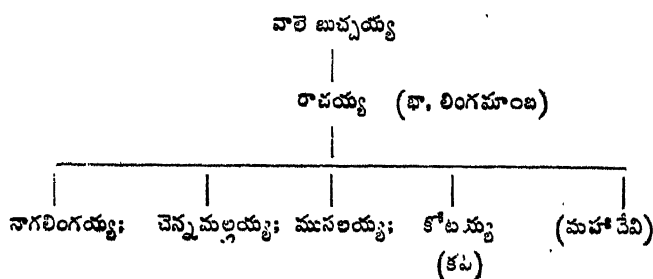 వాలె బుచ్చయ్య
రాచయ్య (భా. లింగమాంబ)
నాగలింగయ్య; చెన్నమల్లయ్య; ముసలయ్య; కోటయ్య (మహాదేవి)
(కవి)